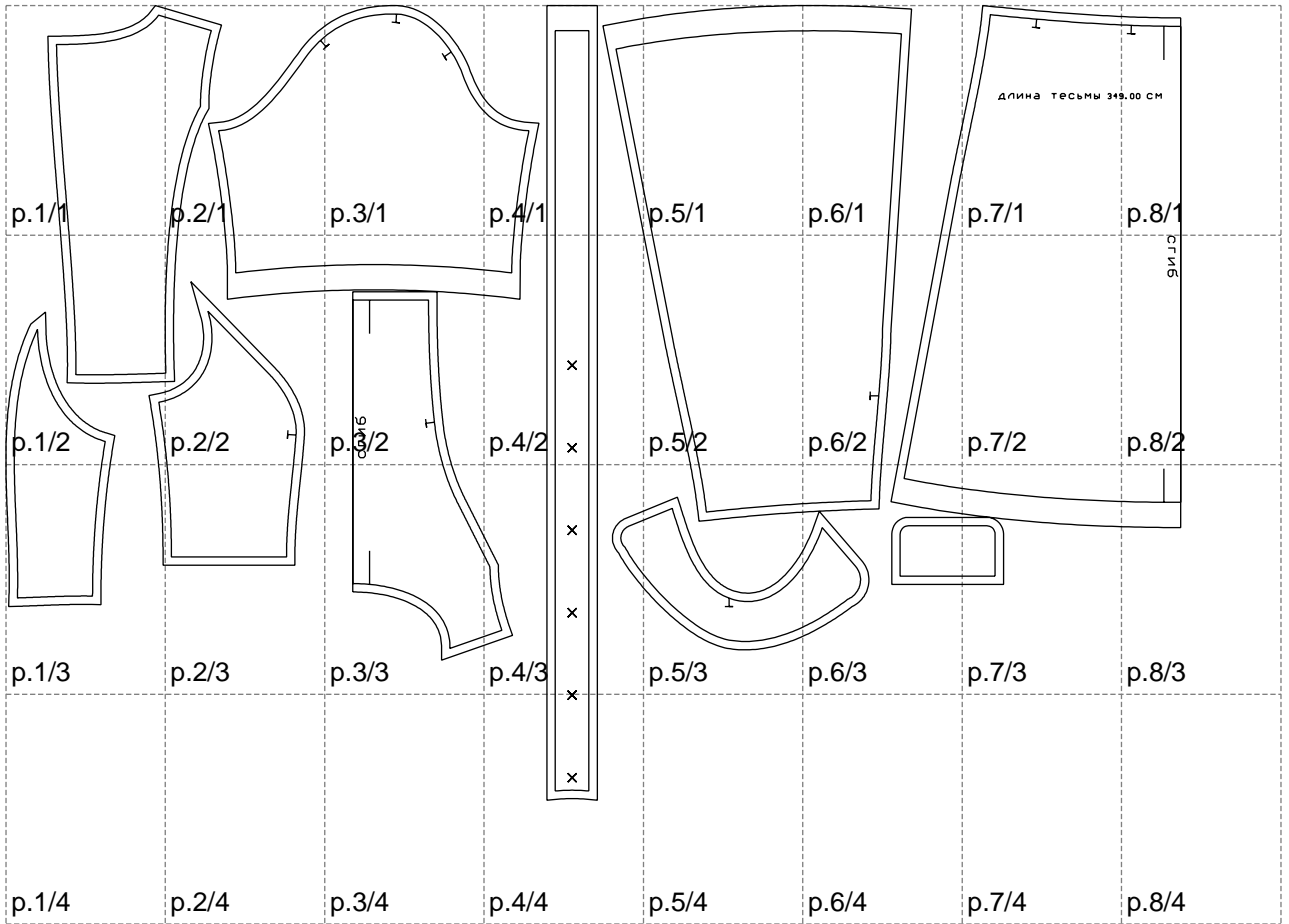 длина тесьмы 349.00 см
p.1/1 p.2/1 p.3/1 p.4/1 p.5/1 p.6/1 p.7/1 p.8/1
сгиб
p.1/2 p.2/2 p.3/2 p.4/2 p.5/2 p.6/2 p.7/2 p.8/2
сгиб
p.1/3 p.2/3 p.3/3 p.4/3 p.5/3 p.6/3 p.7/3 p.8/3
p.1/4 p.2/4 p.3/4 p.4/4 p.5/4 p.6/4 p.7/4 p.8/4